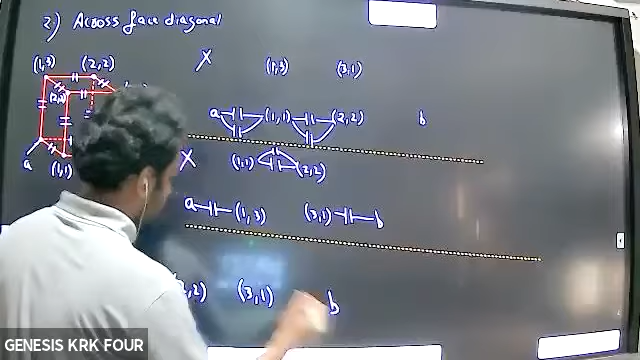 2) Across face diagonal
(1,3) (2,2)
X (1,3) (3,1)
a (1,1) (2,2) b
X (1,1) (2,2)
a (1,1)
a (1,3) (3,1) b
2) (3,1) b
GENESIS KRK FOUR